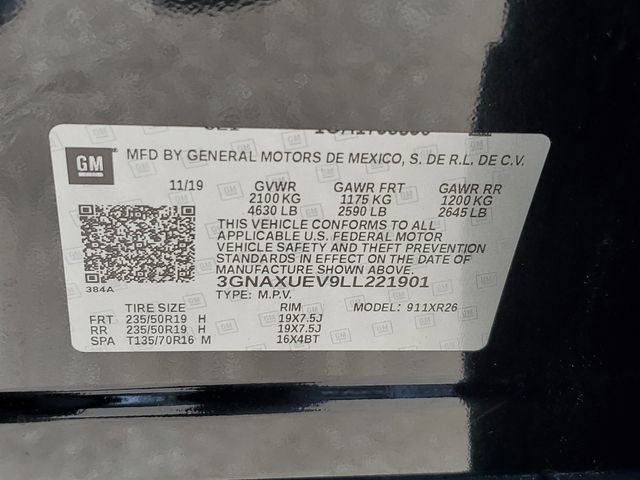 GM
MFD BY GENERAL MOTORS DE MEXICO, S. DE R.L. DE C.V.
11/19 GVWR GAWR FRT GAWR RR
2100 KG 1175 KG 1200 KG
4630 LB 2590 LB 2645 LB
THIS VEHICLE CONFORMS TO ALL
APPLICABLE U.S. FEDERAL MOTOR
VEHICLE SAFETY AND THEFT PREVENTION
STANDARDS IN EFFECT ON THE DATE OF
MANUFACTURE SHOWN ABOVE.
384A
3GNAXUEV9LL221901
TYPE: M.P.V.
TIRE SIZE RIM MODEL: 911XR26
FRT 235/50R19 H 19X7.5J
RR 235/50R19 H 19X7.5J
SPA T135/70R16 M 16X4BT